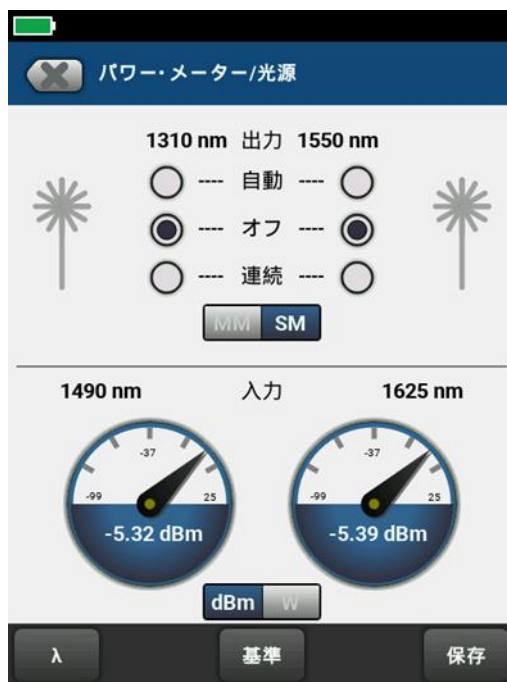 パワー・メーター/光源
1310 nm 出力 1550 nm
---- 自動 ----
---- オフ ----
---- 連続 ----
MM SM
1490 nm 入力 1625 nm
-37 -37
-99 25 -99 25
-5.32 dBm -5.39 dBm
dBm W
λ 基準 保存